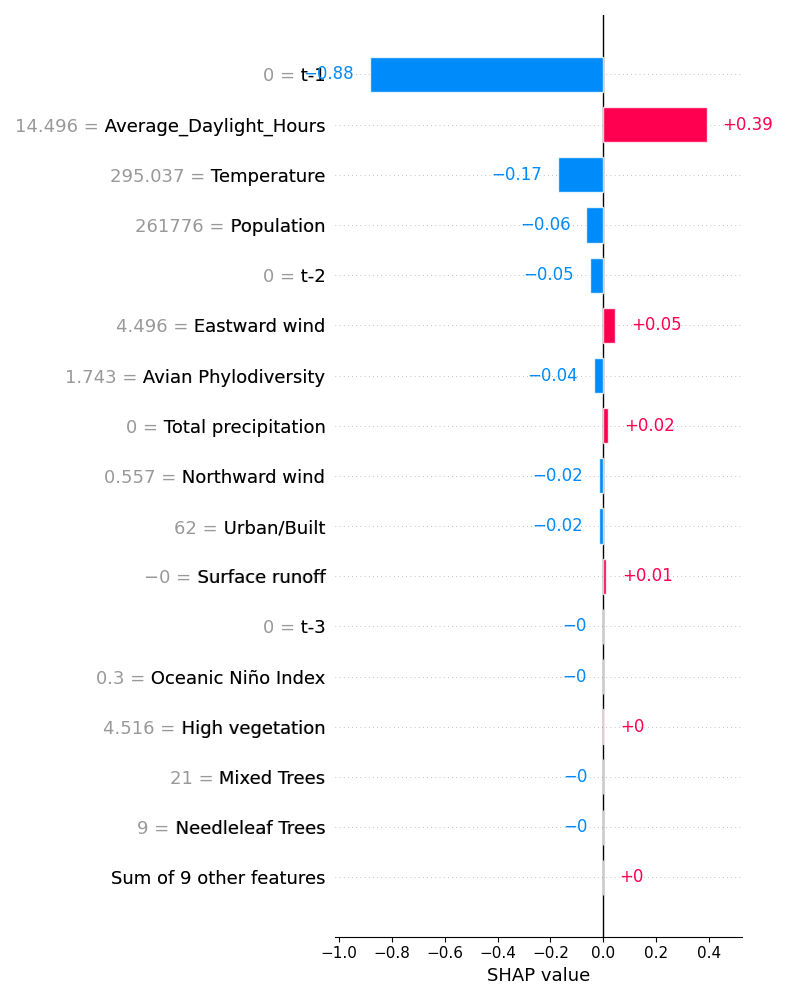 0 = t-1 −0.88
14.496 = Average_Daylight_Hours +0.39
295.037 = Temperature −0.17
261776 = Population −0.06
0 = t-2 −0.05
4.496 = Eastward wind +0.05
1.743 = Avian Phylodiversity −0.04
0 = Total precipitation +0.02
0.557 = Northward wind −0.02
62 = Urban/Built −0.02
−0 = Surface runoff +0.01
0 = t-3 −0
0.3 = Oceanic Niño Index −0
4.516 = High vegetation +0
21 = Mixed Trees −0
9 = Needleleaf Trees −0
Sum of 9 other features +0
−1.0 −0.8 −0.6 −0.4 −0.2 0.0 0.2 0.4
SHAP value